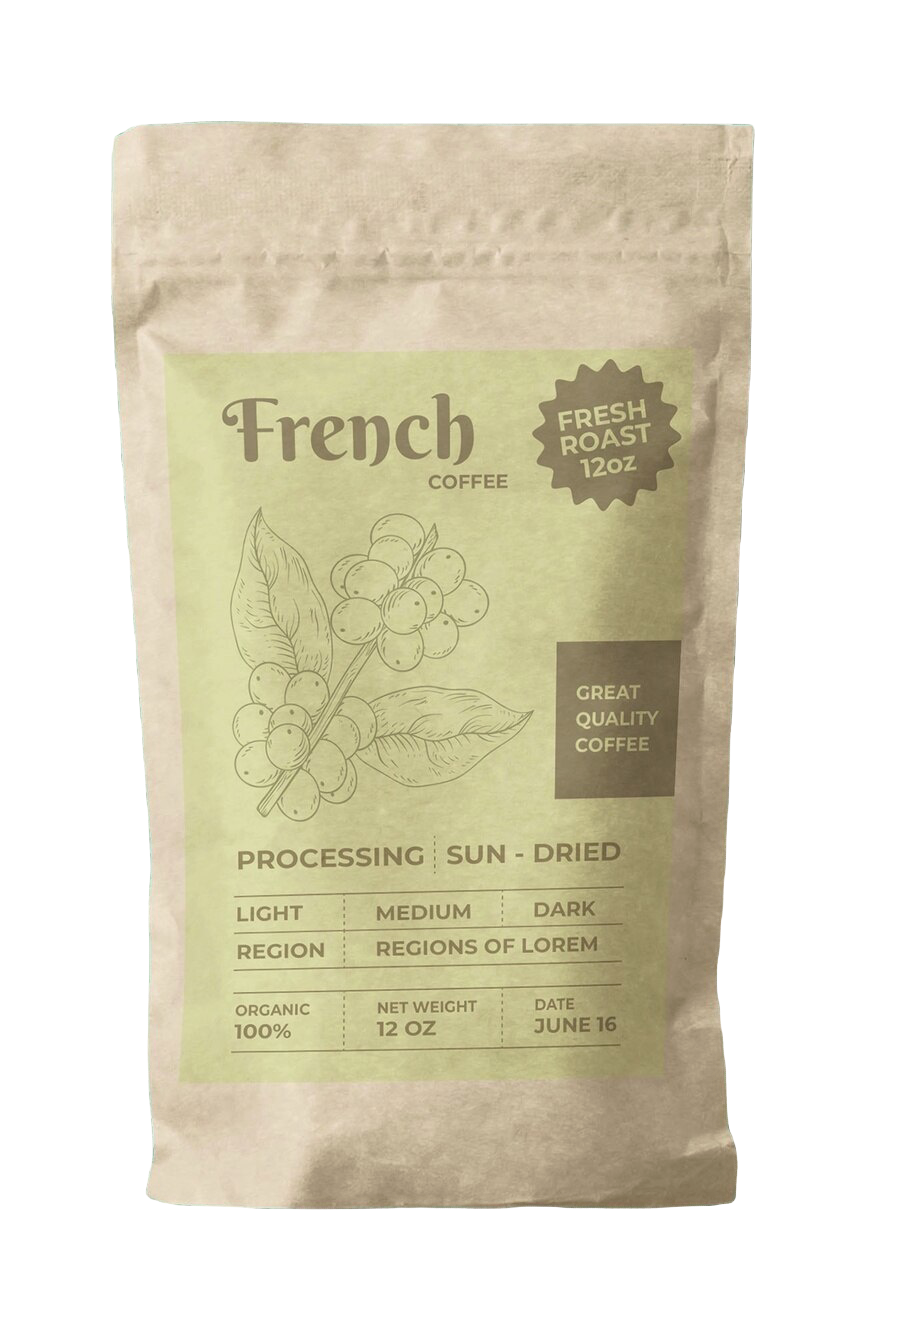 French
COFFEE
FRESH
ROAST
12oz
GREAT
QUALITY
COFFEE
PROCESSING SUN - DRIED
LIGHT MEDIUM DARK
REGION REGIONS OF LOREM
ORGANIC NET WEIGHT DATE
100% 12 OZ JUNE 16